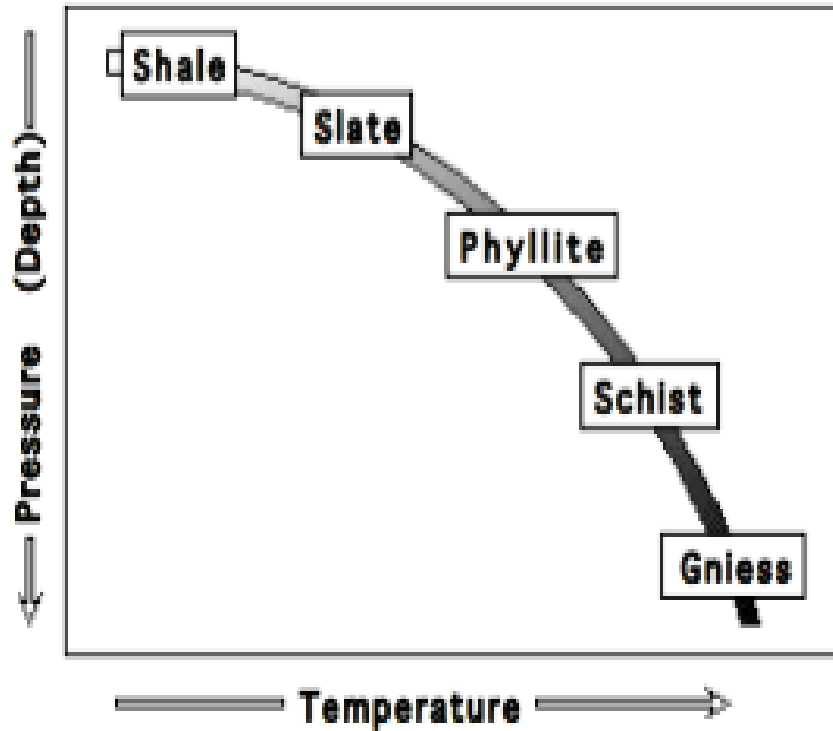 Shale
Slate
Phyllite
Schist
Gniess
Pressure (Depth)
Temperature